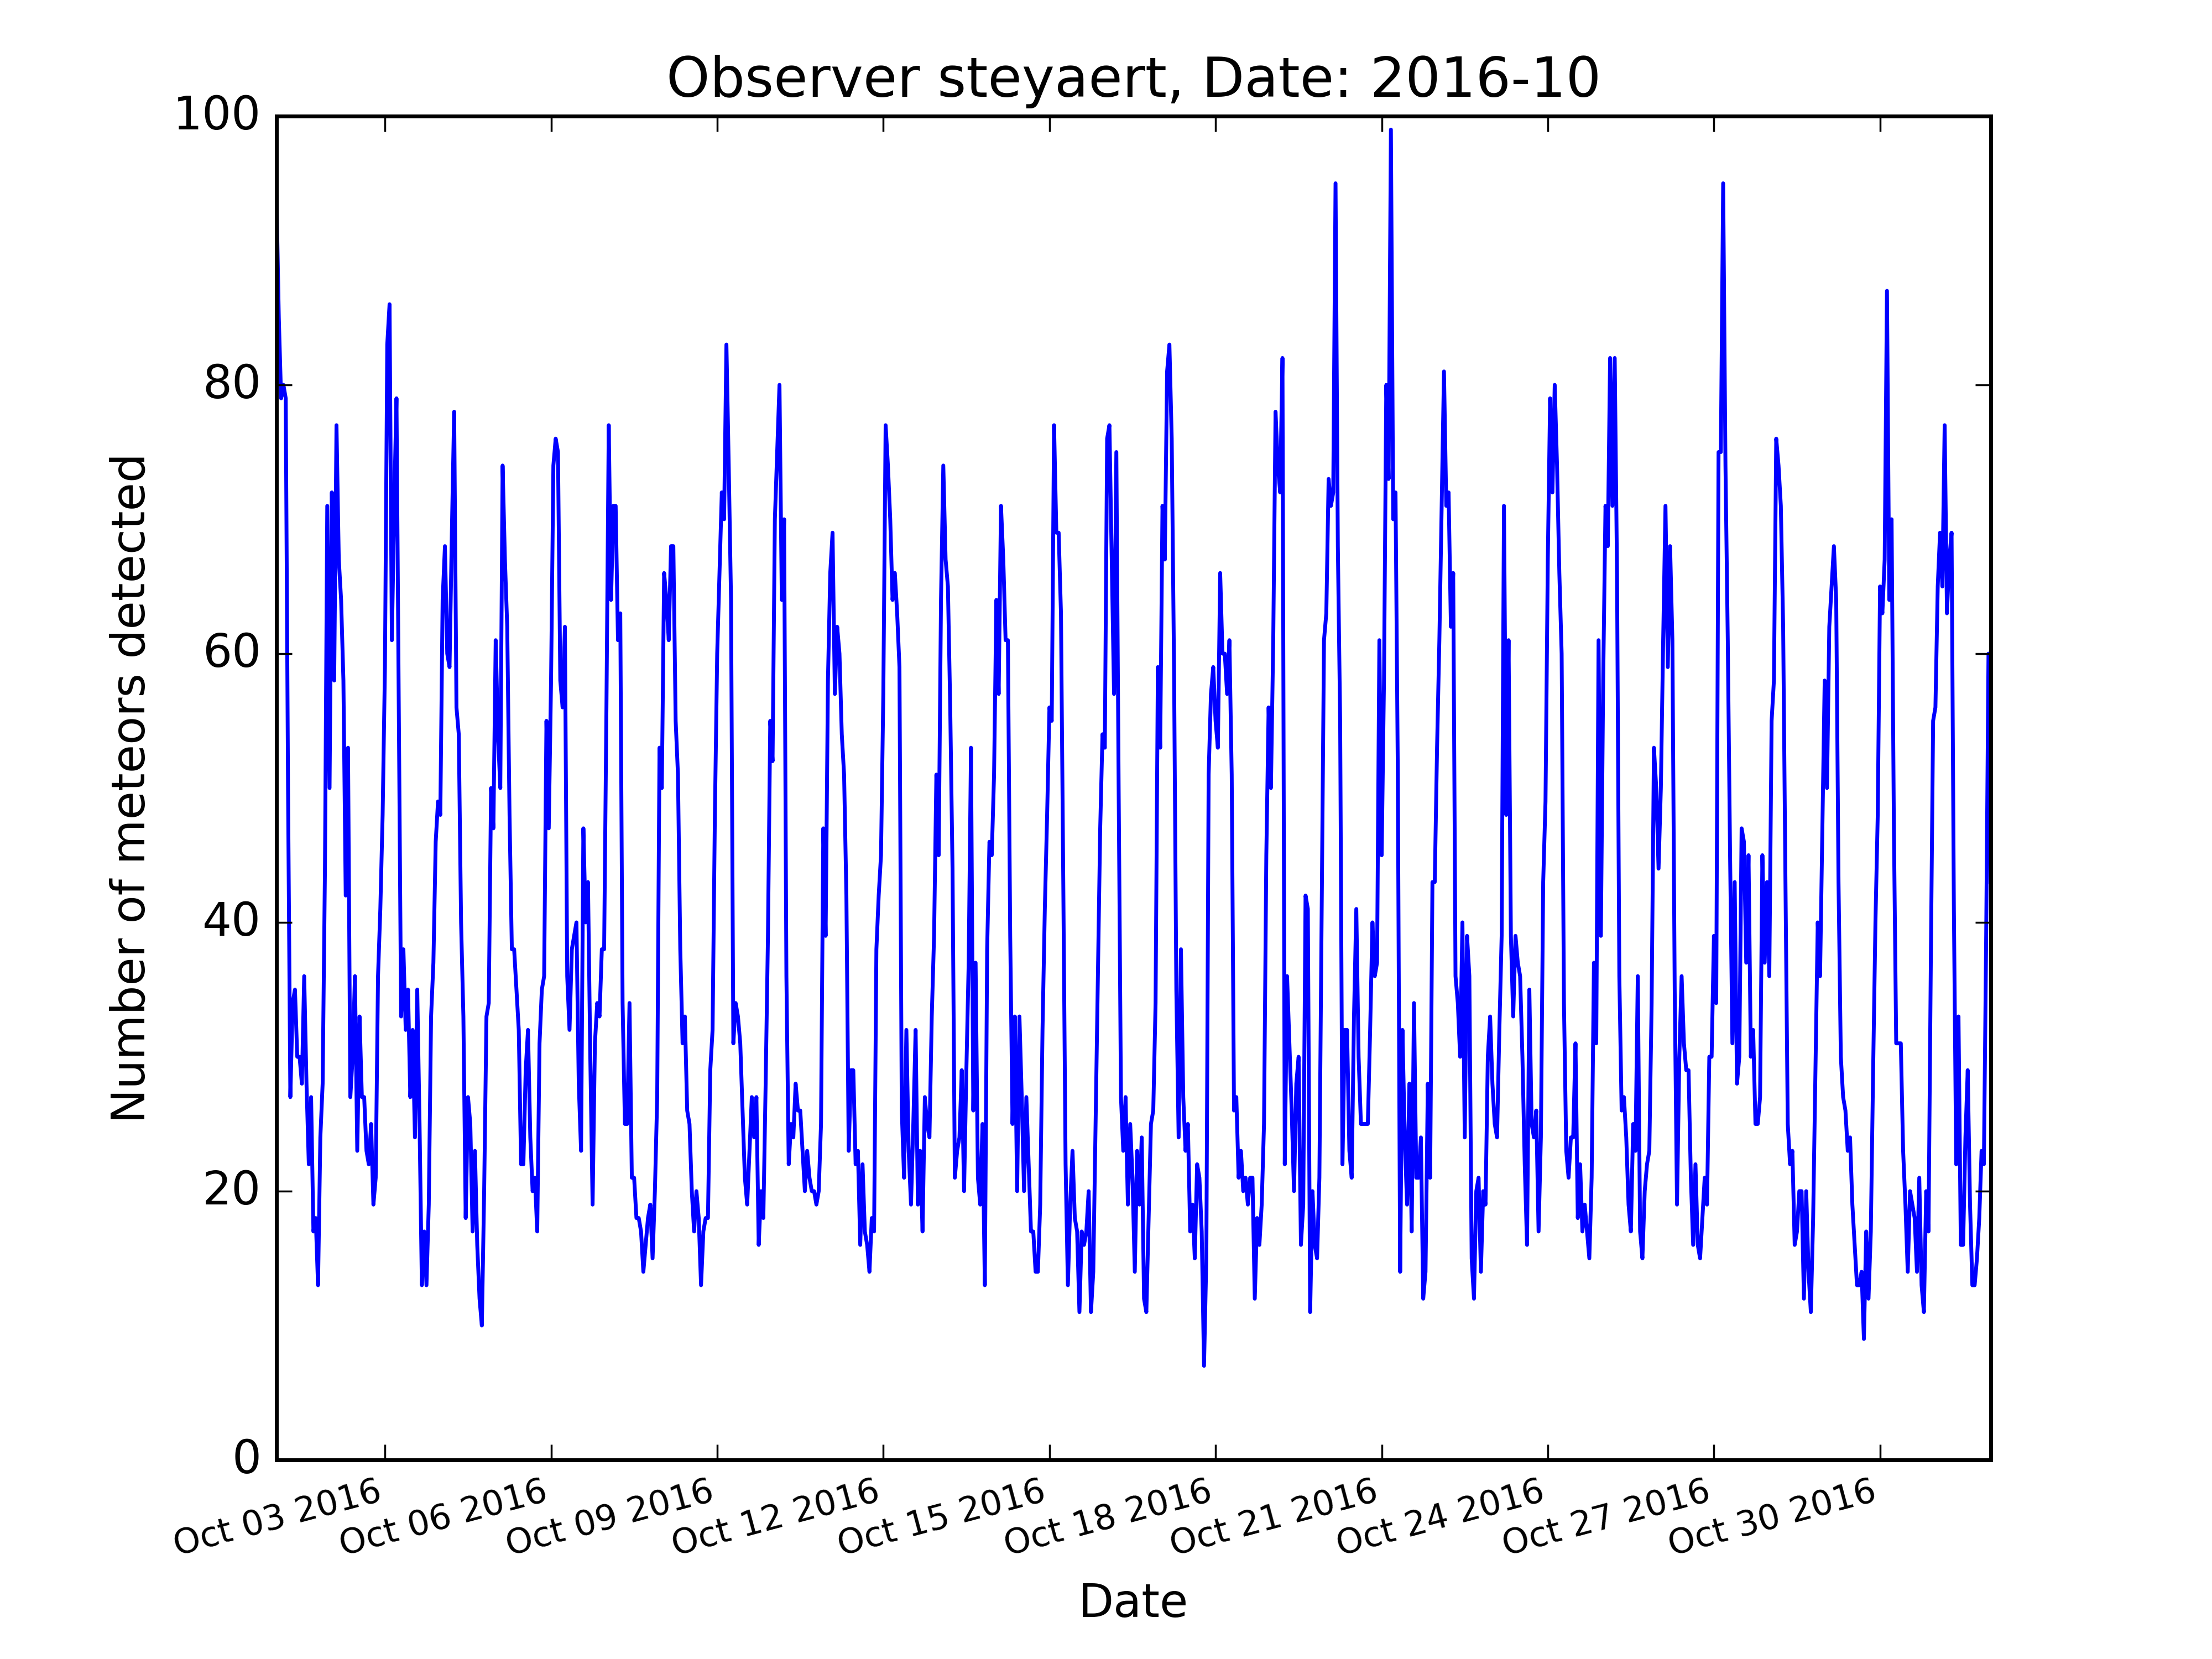 Observer steyaert, Date: 2016-10
Number of meteors detected
100
80
60
40
20
0
Oct 03 2016
Oct 06 2016
Oct 09 2016
Oct 12 2016
Oct 15 2016
Oct 18 2016
Oct 21 2016
Oct 24 2016
Oct 27 2016
Oct 30 2016
Date